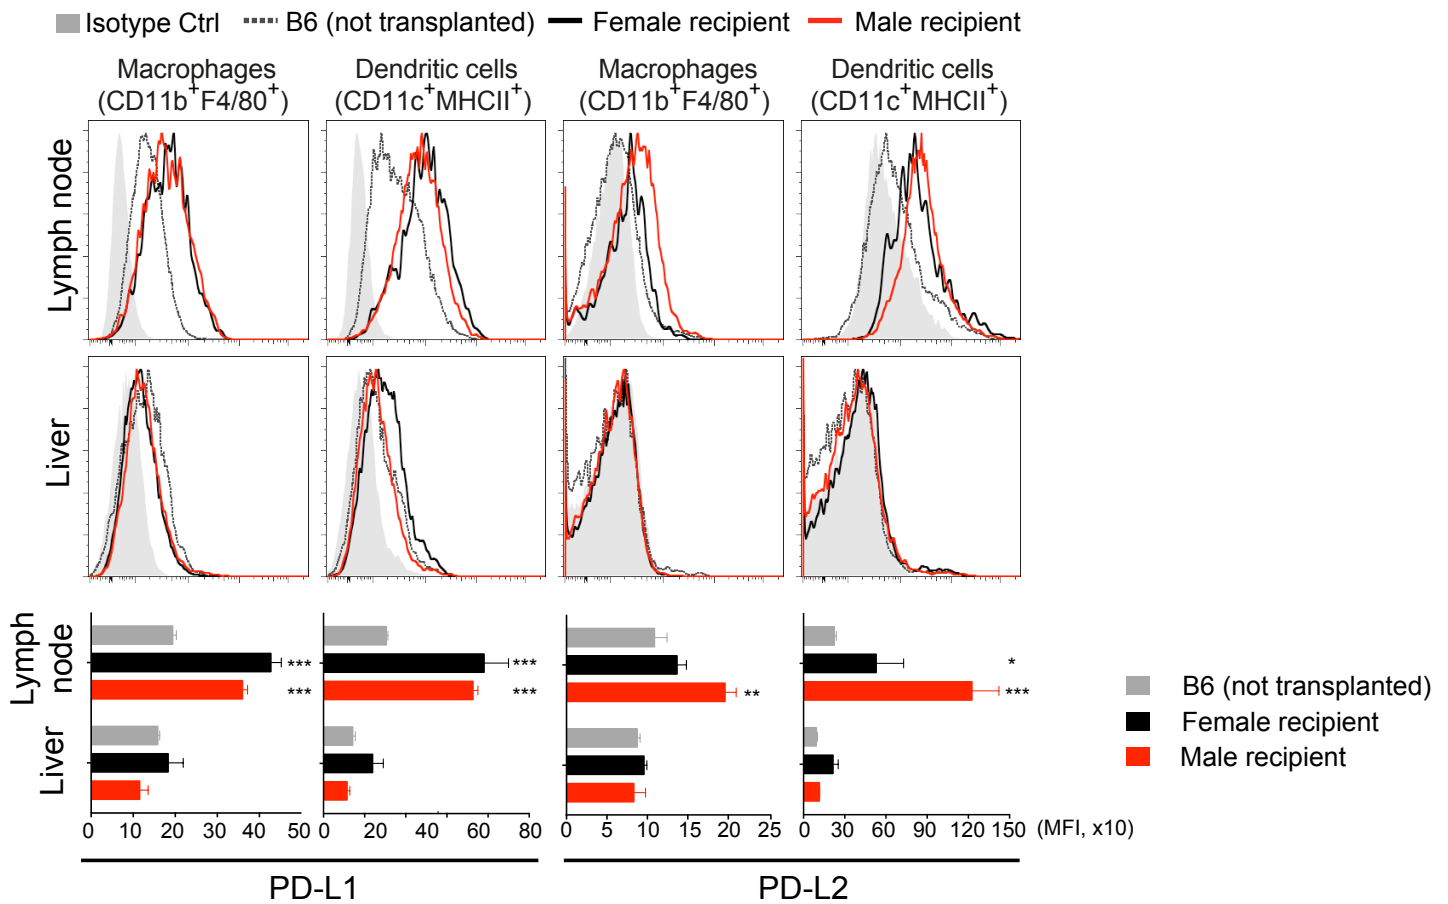 Isotype Ctrl B6 (not transplanted) Female recipient Male recipient
Macrophages Dendritic cells Macrophages Dendritic cells
(CD11b+F4/80+) (CD11c+MHCII+) (CD11b+F4/80+) (CD11c+MHCII+)
Lymph node
Liver
Lymph
node
*** *** *
*** *** ** ***
Liver
B6 (not transplanted)
Female recipient
Male recipient
0 10 20 30 40 50 0 20 40 60 80 0 5 10 15 20 25 0 30 60 90 120 150 (MFI, x10)
PD-L1 PD-L2